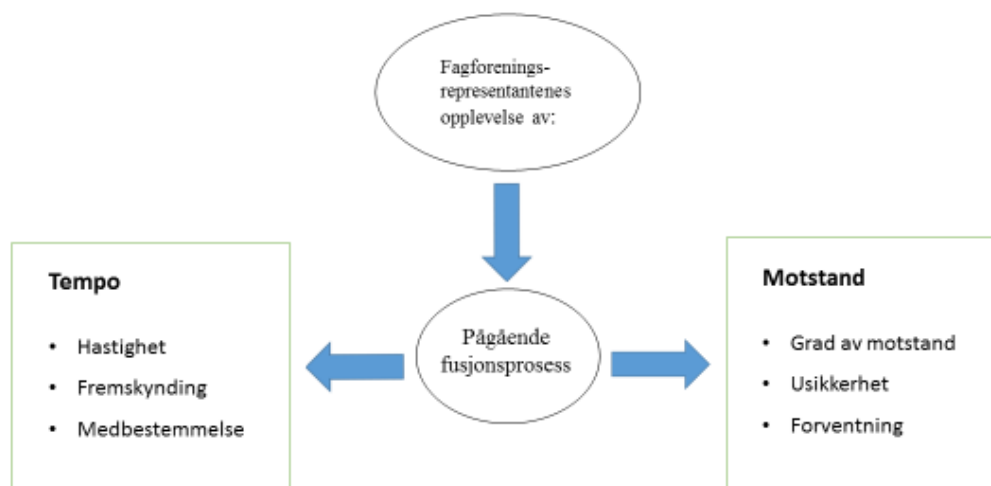 Fagforenings-
representantenes
opplevelse av:
Tempo
• Hastighet
• Fremskynding
• Medbestemmelse
Pågående
fusjonsprosess
Motstand
• Grad av motstand
• Usikkerhet
• Forventning